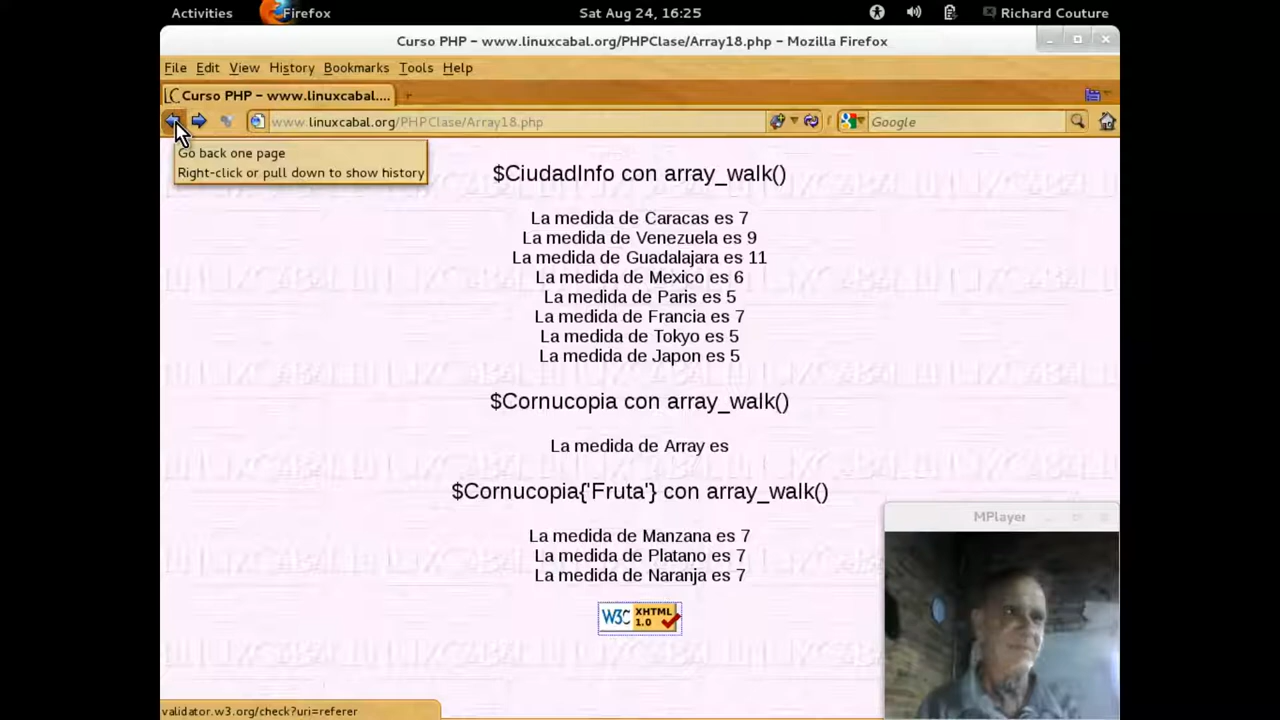 Activities Firefox Sat Aug 24, 16:25 Richard Couture
Curso PHP – www.linuxcabal.org/PHPClase/Array18.php – Mozilla Firefox
File Edit View History Bookmarks Tools Help
Curso PHP – www.linuxcabal....
www.linuxcabal.org/PHPClase/Array18.php Google
Go back one page
Right-click or pull down to show history
$CiudadInfo con array_walk()
La medida de Caracas es 7
La medida de Venezuela es 9
La medida de Guadalajara es 11
La medida de Mexico es 6
La medida de Paris es 5
La medida de Francia es 7
La medida de Tokyo es 5
La medida de Japon es 5
$Cornucopia con array_walk()
La medida de Array es
$Cornucopia{'Fruta'} con array_walk()
La medida de Manzana es 7
La medida de Platano es 7
La medida de Naranja es 7
W3C XHTML 1.0
MPlayer
validator.w3.org/check?uri=referer